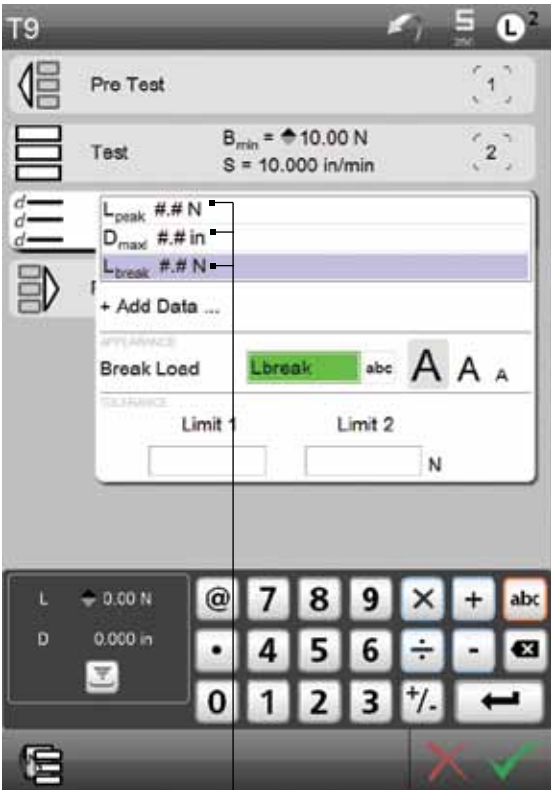 T9
S
L 2
Pre Test
1
Test
Bmin = 10.00 N
S = 10.000 in/min
2
d
d
d
Lpeak #.# N
Dmaxl #.# in
Lbreak #.# N
+ Add Data ...
APPEARANCE
Break Load Lbreak abc A A A
TOLERANCE
Limit 1 Limit 2
N
L 0.00 N
D 0.000 in
@ 7 8 9 × + abc
• 4 5 6 ÷ -
0 1 2 3 +/-